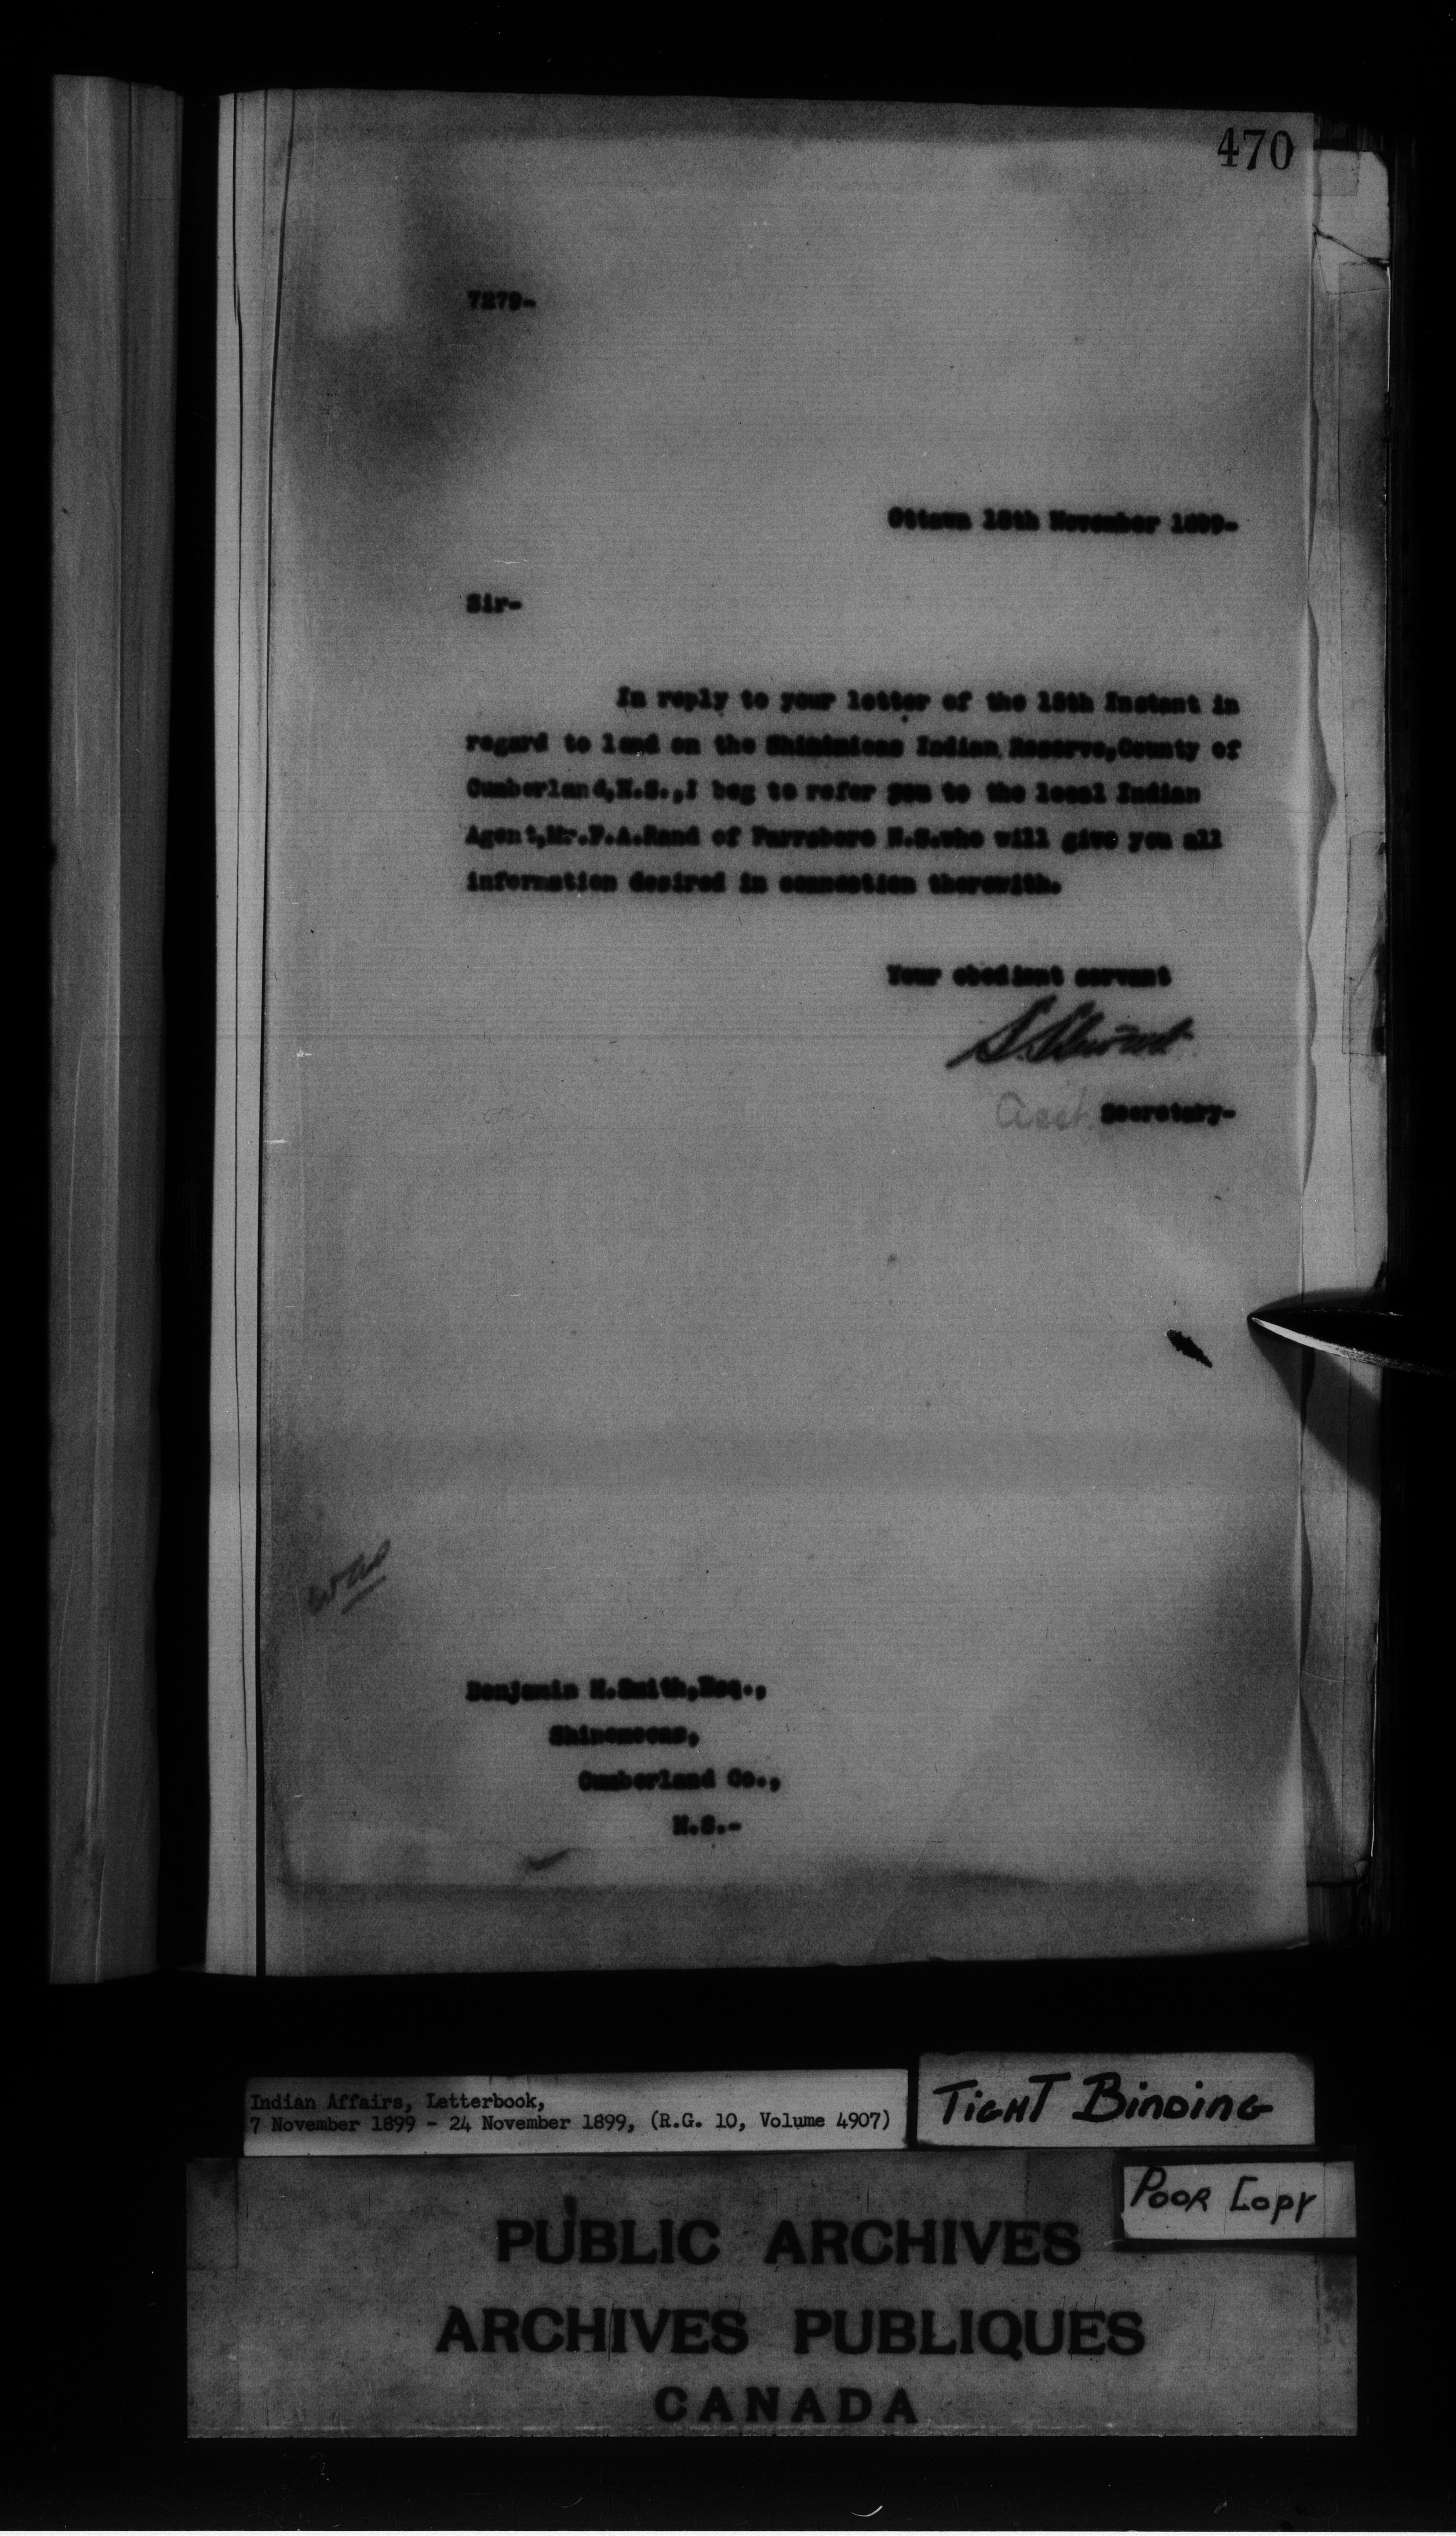 470
7279-
Ottawa 18th November 1899-
Sir-
In reply to your letter of the 15th Instant in
regard to land on the Indian Reserve,County of
Cumberland,N.S.,I beg to refer you to the local Indian
Agent,Mr.F.A.Rand of Parrsboro N.S.who will give you all
information desired in connection therewith.
Your obedient servant
S. Stewart
Asst. Secretary-
Benjamin Smith,Esq.,
Cumberland Co.,
N.S.-
Indian Affairs, Letterbook,
7 November 1899 - 24 November 1899, (R.G. 10, Volume 4907)
TIGHT BINDING
POOR COPY
PUBLIC ARCHIVES
ARCHIVES PUBLIQUES
CANADA